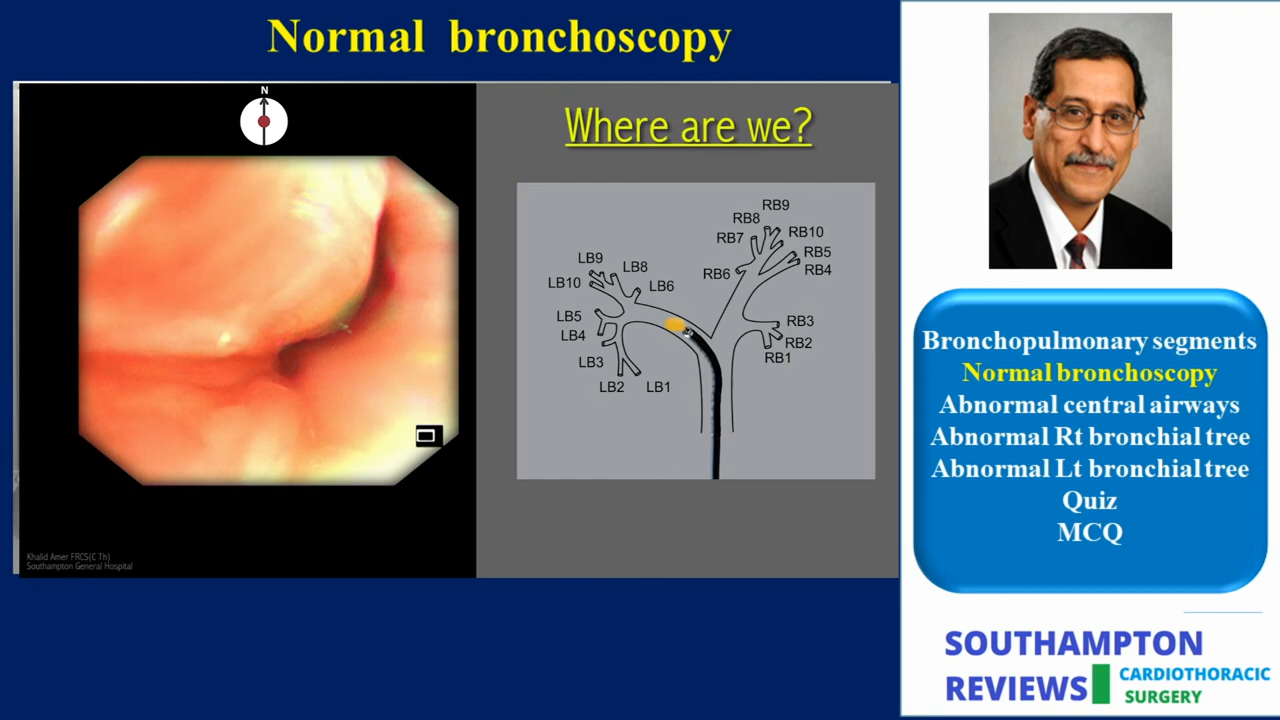 Normal bronchoscopy
N
Where are we?
RB9
RB8
RB7
RB10
RB5
RB6
RB4
LB9
LB8
LB10
LB6
LB5
LB4
LB3
LB2
LB1
RB3
RB2
RB1
Khalid Amer FRCS(C Th)
Southampton General Hospital
Bronchopulmonary segments
Normal bronchoscopy
Abnormal central airways
Abnormal Rt bronchial tree
Abnormal Lt bronchial tree
Quiz
MCQ
SOUTHAMPTON
REVIEWS
CARDIOTHORACIC
SURGERY